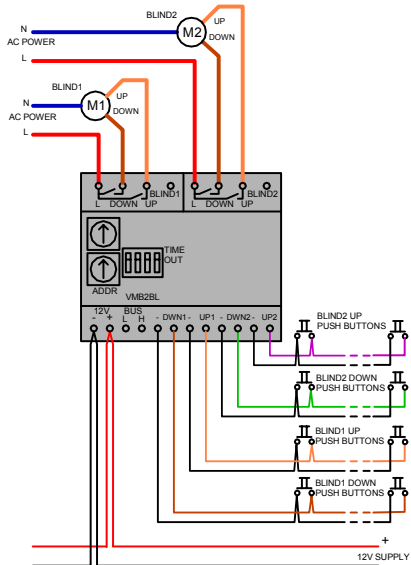 BLIND2
UP
N
M2
AC POWER
DOWN
L
BLIND1
UP
N
M1
AC POWER
DOWN
L
L DOWN UP BLIND1
L DOWN UP BLIND2
TIME
OUT
ADDR
VMB2BL
12V BUS
- + L H - DWN1 - UP1 - DWN2 - UP2
BLIND2 UP
PUSH BUTTONS
BLIND2 DOWN
PUSH BUTTONS
BLIND1 UP
PUSH BUTTONS
BLIND1 DOWN
PUSH BUTTONS
+
12V SUPPLY